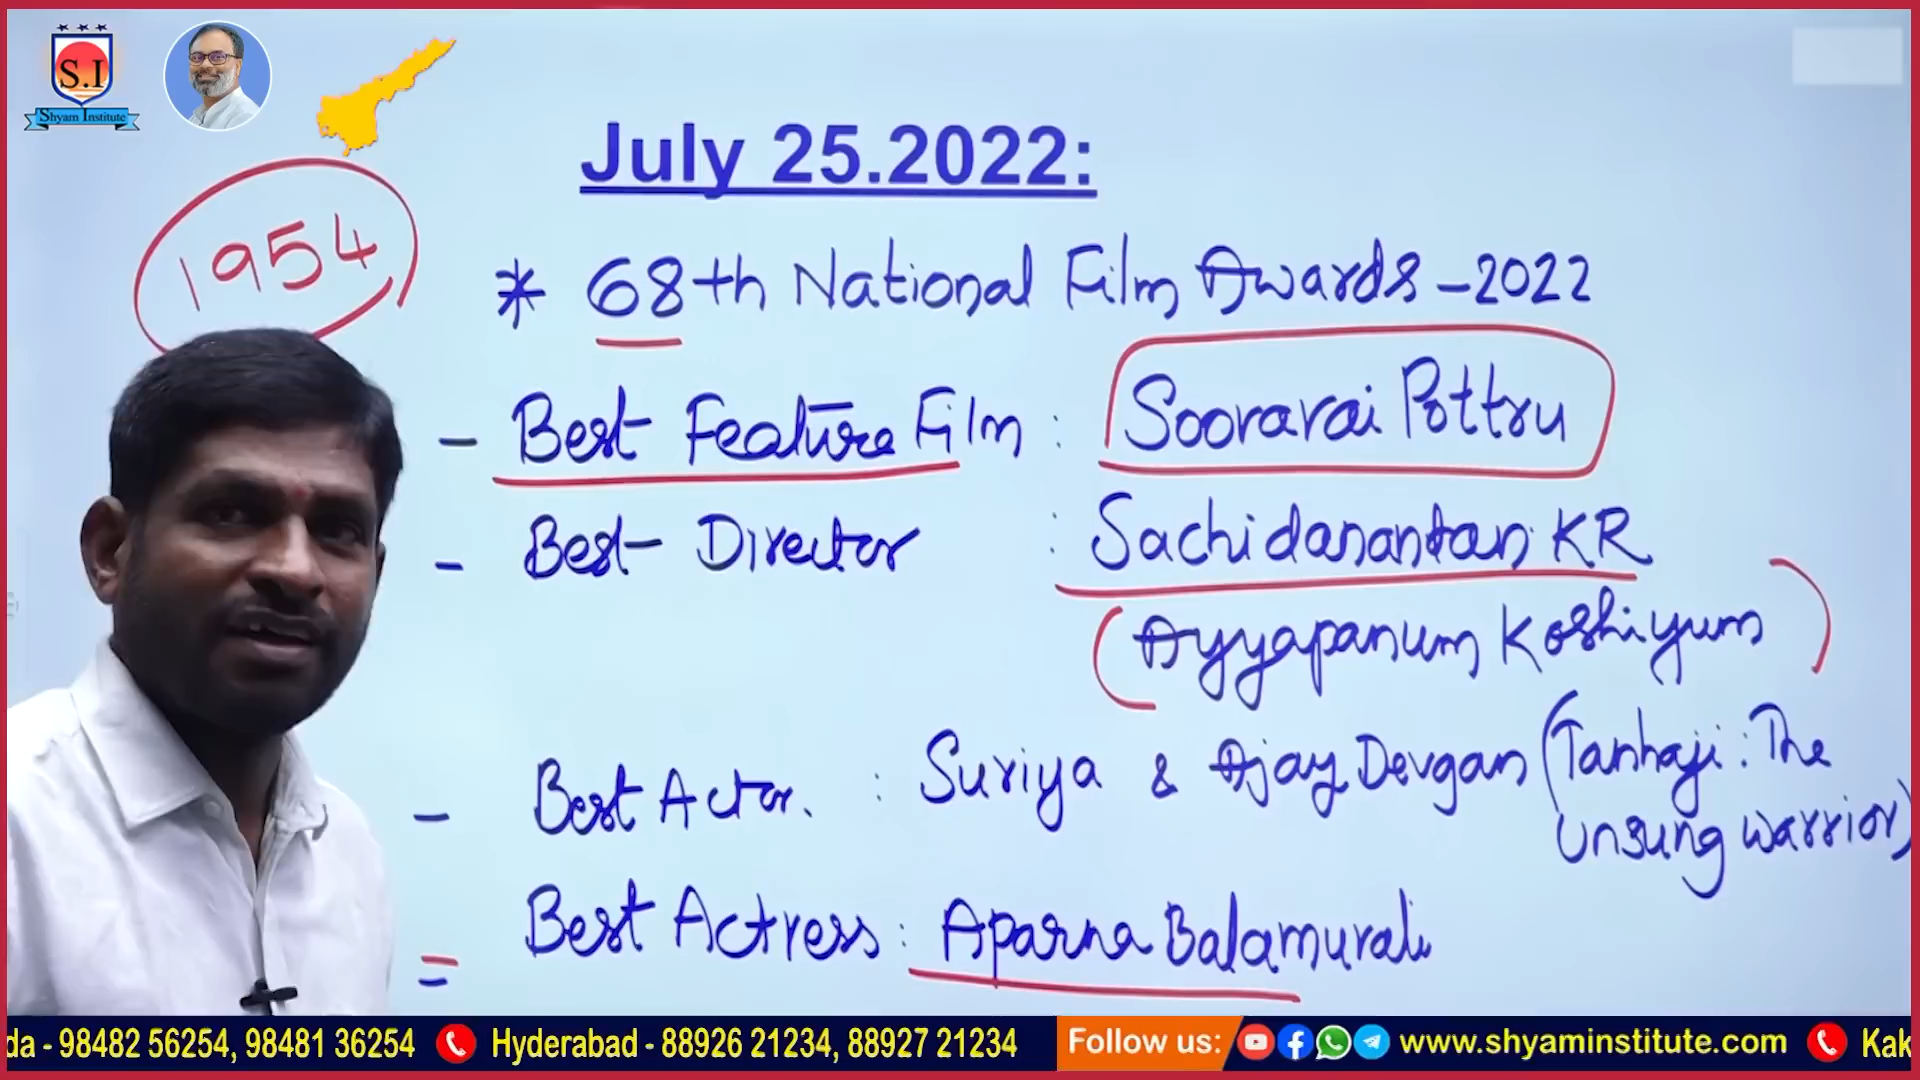 S.I
Shyam Institute
July 25.2022:
1954
* 68th National Film Awards-2022
- Best Feature Film : Soorarai Pottru
- Best Director : Sachidanantan KR
(Ayyapanum Koshiyum)
- Best Actor. : Suriya & Ajay Devgan (Tanhaji: The
Unsung warrior)
= Best Actress : Aparna Balamurali
da - 98482 56254, 98481 36254 Hyderabad - 88926 21234, 88927 21234 Follow us: www.shyaminstitute.com Kak